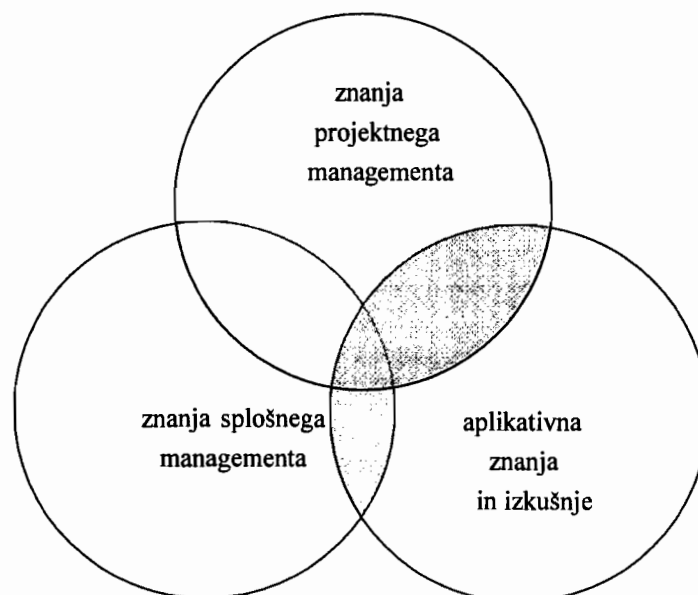 znanja
projektnega
managementa
znanja splošnega
managementa
aplikativna
znanja
in izkušnje